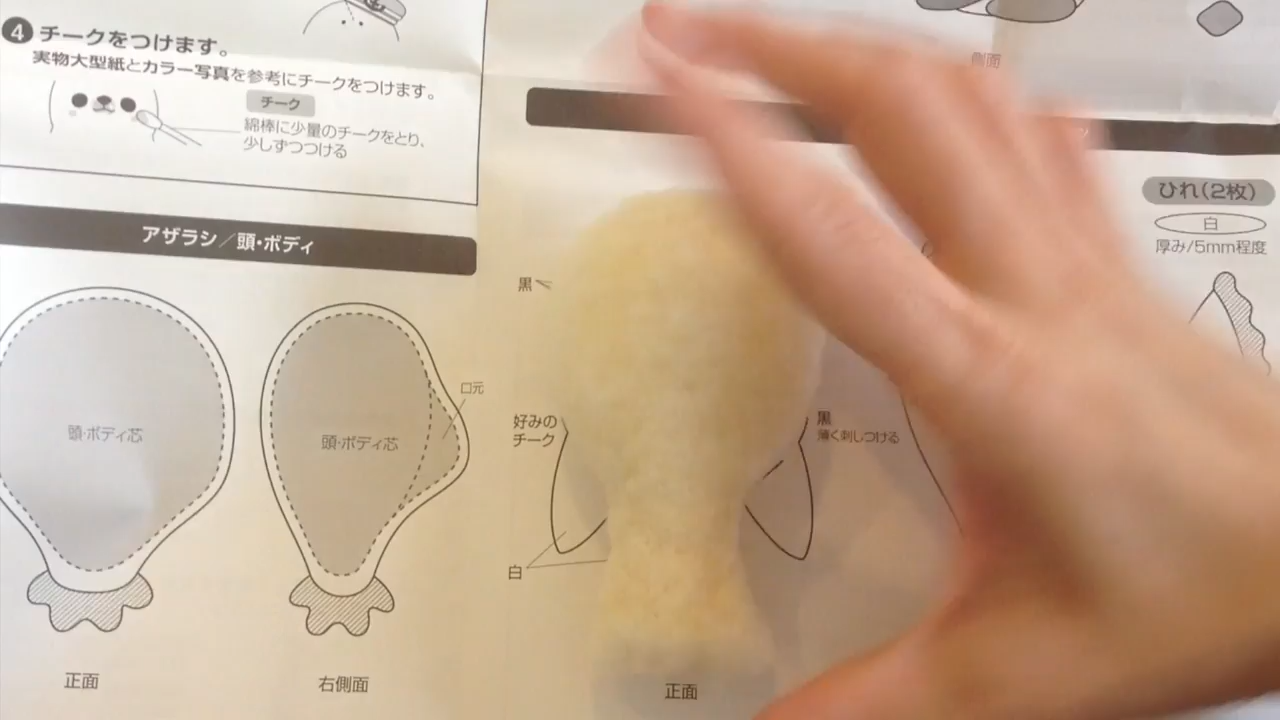 4 チークをつけます。
実物大型紙とカラー写真を参考にチークをつけます。
チーク
綿棒に少量のチークをとり、
少しずつつける
アザラシ／頭・ボディ
頭・ボディ芯
正面
頭・ボディ芯
口元
右側面
側面
黒
好みの
チーク
白
黒
薄く刺しつける
正面
ひれ(2枚)
白
厚み/5mm程度